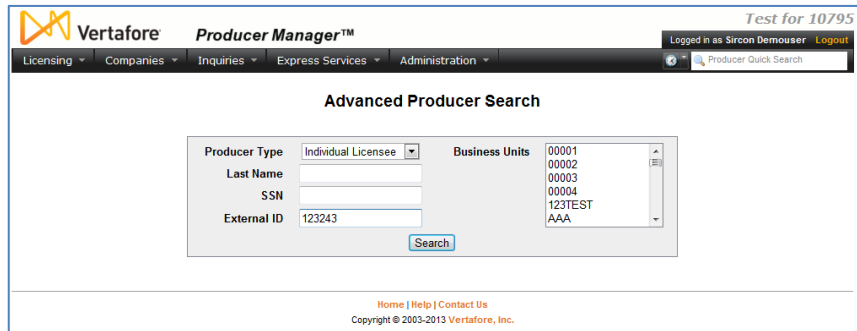 Test for 10795
Vertafore Producer Manager™
Logged in as Sircon Demouser Logout
Licensing Companies Inquiries Express Services Administration Producer Quick Search
Advanced Producer Search
Producer Type Individual Licensee Business Units 00001
00002
Last Name 00003
SSN 00004
123TEST
External ID 123243 AAA
Search
Home | Help | Contact Us
Copyright © 2003-2013 Vertafore, Inc.